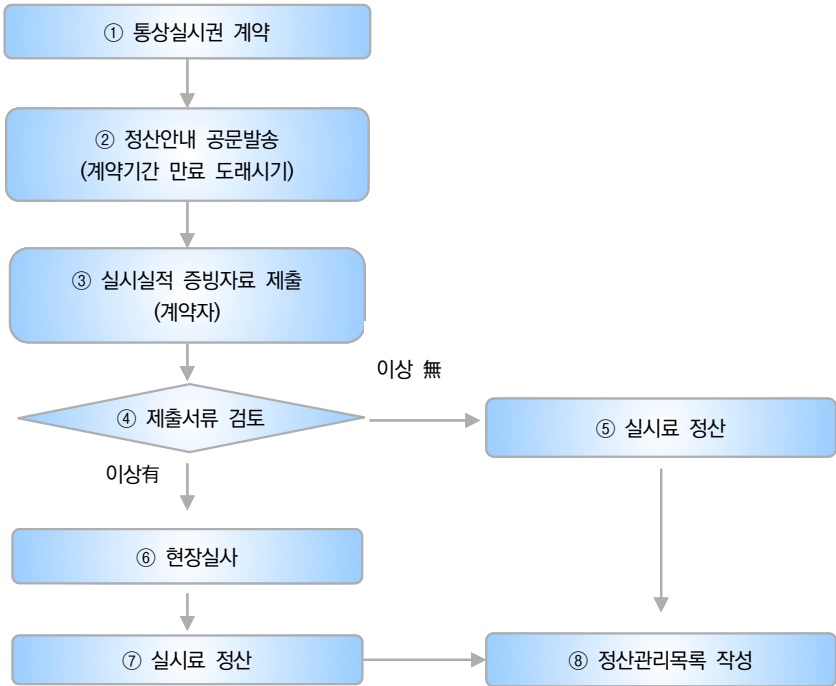 ① 통상실시권 계약
② 정산안내 공문발송
(계약기간 만료 도래시기)
③ 실시실적 증빙자료 제출
(계약자)
이상 無
④ 제출서류 검토
⑤ 실시료 정산
이상有
⑥ 현장실사
⑦ 실시료 정산
⑧ 정산관리목록 작성